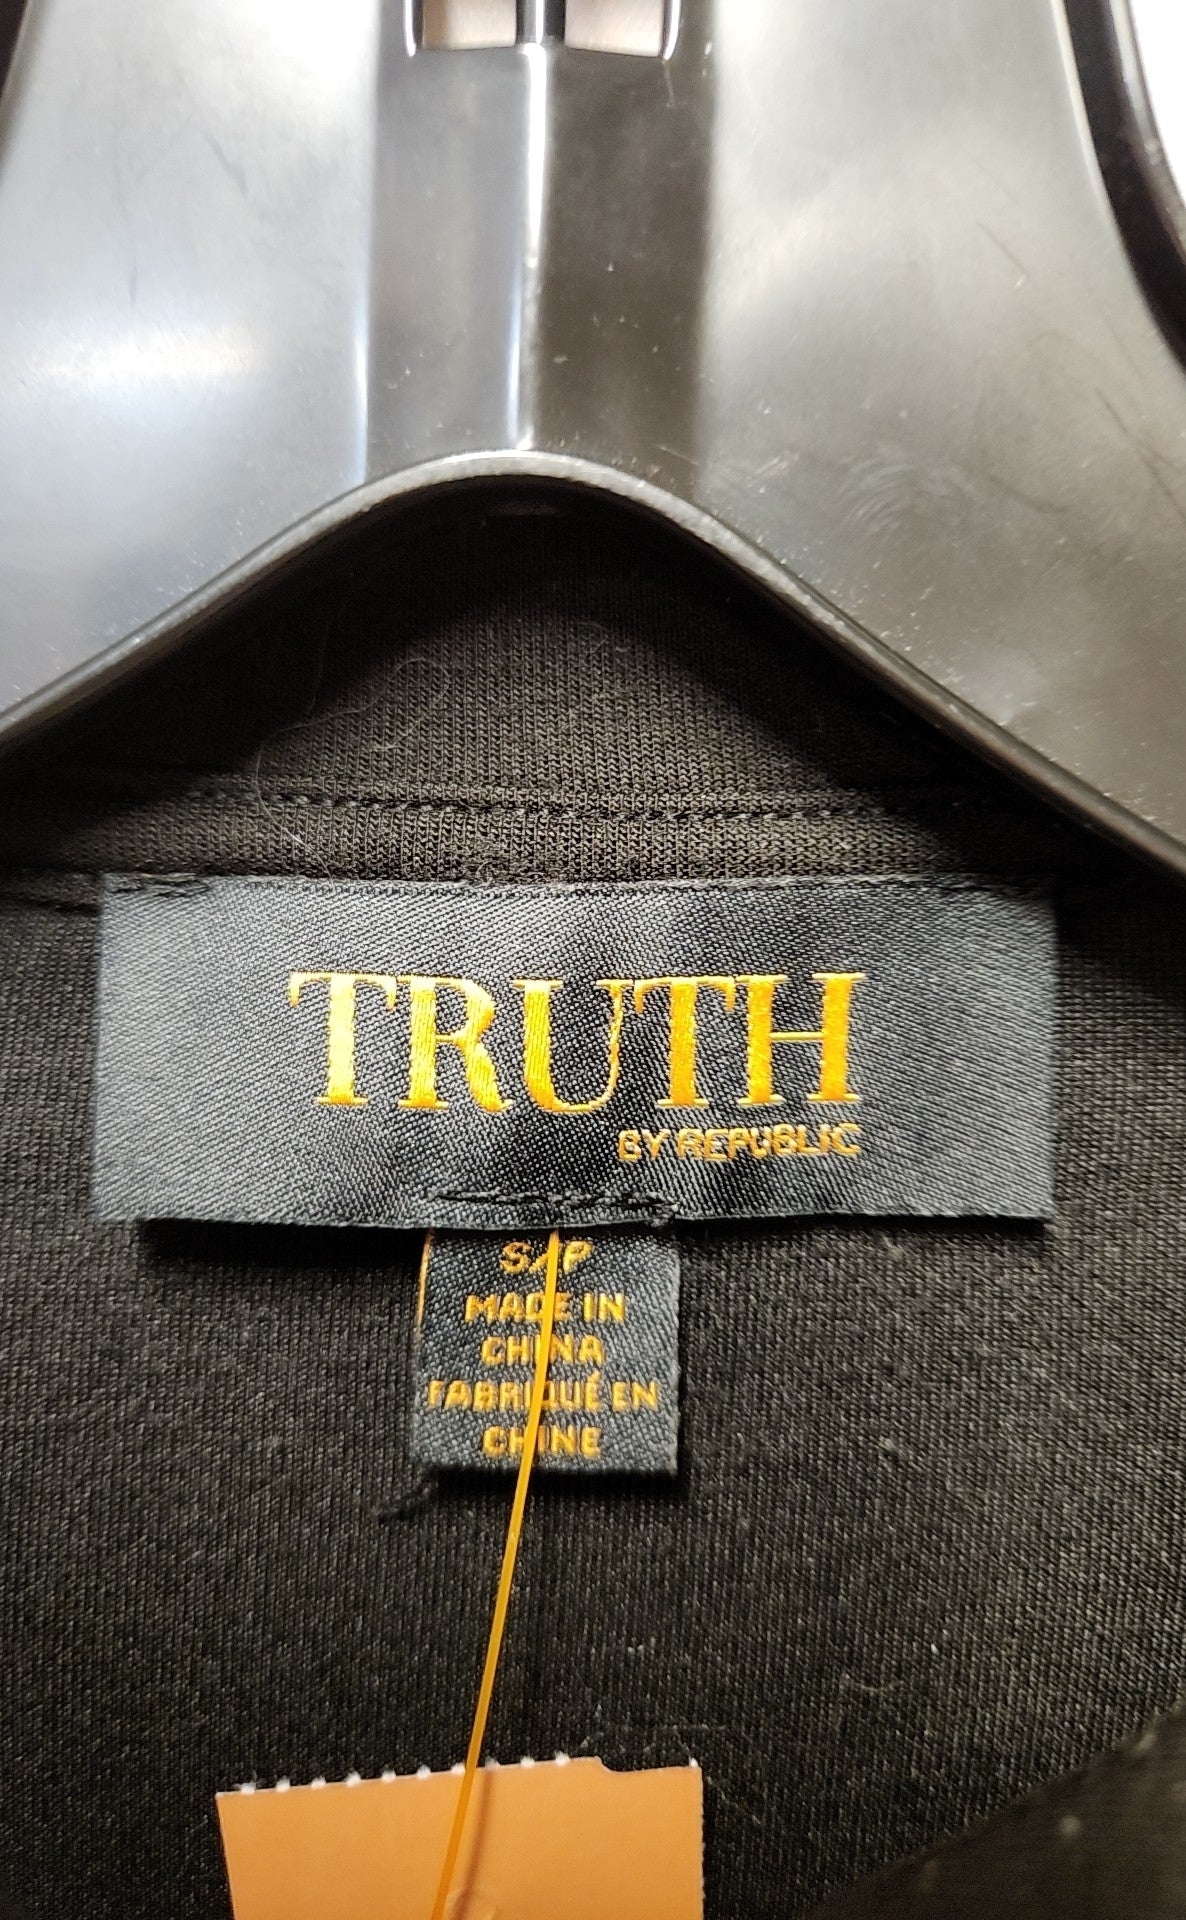 TRUTH
BY REPUBLIC
S/P
MADE IN
CHINA
FABRIQUÉ EN
CHINE